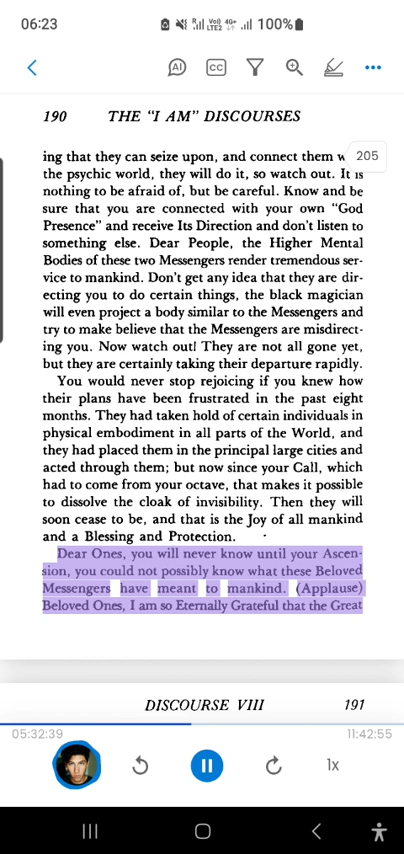 06:23
Vo)) 4G+
LTE2
100%
AI
CC
190 THE "I AM" DISCOURSES
205
ing that they can seize upon, and connect them
the psychic world, they will do it, so watch out. It is
nothing to be afraid of, but be careful. Know and be
sure that you are connected with your own "God
Presence" and receive Its Direction and don't listen to
something else. Dear People, the Higher Mental
Bodies of these two Messengers render tremendous ser-
vice to mankind. Don't get any idea that they are dir-
ecting you to do certain things, the black magician
will even project a body similar to the Messengers and
try to make believe that the Messengers are misdirect-
ing you. Now watch out! They are not all gone yet,
but they are certainly taking their departure rapidly.
You would never stop rejoicing if you knew how
their plans have been frustrated in the past eight
months. They had taken hold of certain individuals in
physical embodiment in all parts of the World, and
they had placed them in the principal large cities and
acted through them; but now since your Call, which
had to come from your octave, that makes it possible
to dissolve the cloak of invisibility. Then they will
soon cease to be, and that is the Joy of all mankind
and a Blessing and Protection.
Dear Ones, you will never know until your Ascen-
sion, you could not possibly know what these Beloved
Messengers have meant to mankind. (Applause)
Beloved Ones, I am so Eternally Grateful that the Great
DISCOURSE VIII 191
05:32:39 11:42:55
1x